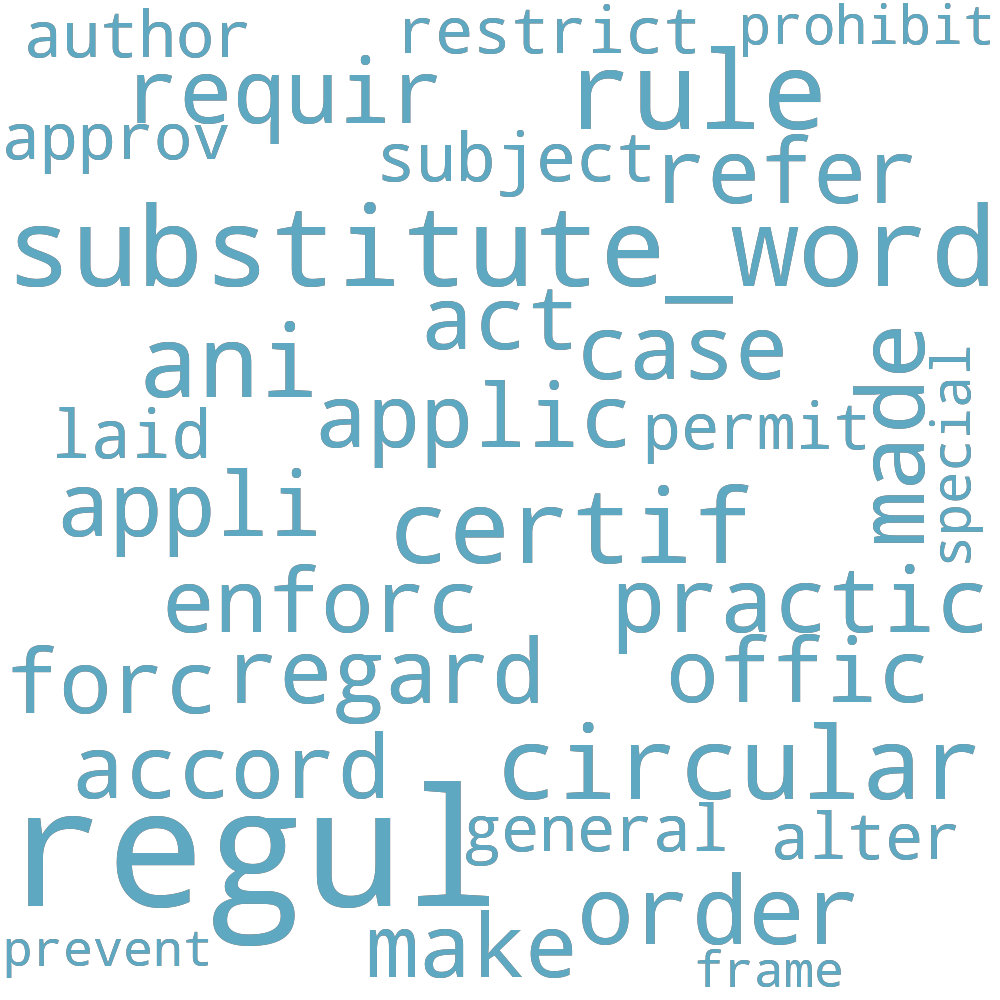 author
restrict
prohibit
requir
rule
approv
subject
refer
substitute_word
act
case
ani
made
special
laid
applic
permit
appli
certif
enforc
practic
forc
regard
offic
accord
circular
regul
general
alter
order
prevent
make
frame